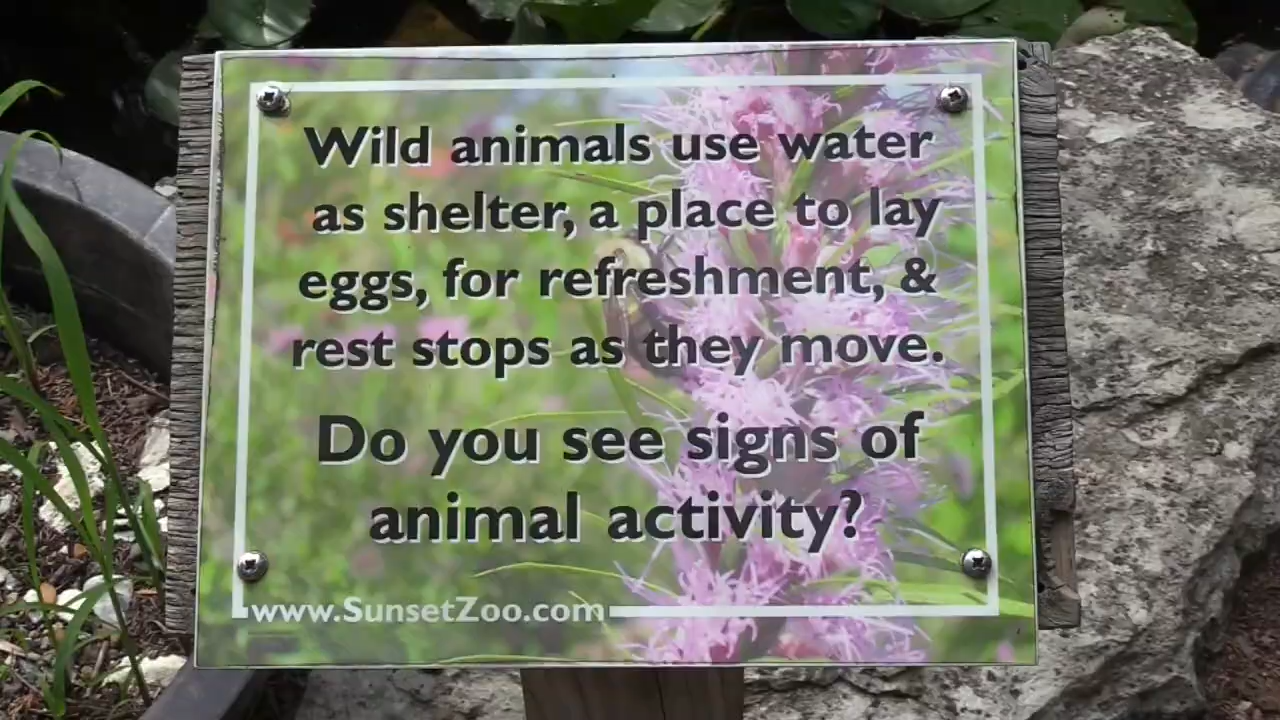 Wild animals use water
as shelter, a place to lay
eggs, for refreshment, &
rest stops as they move.
Do you see signs of
animal activity?
www.SunsetZoo.com